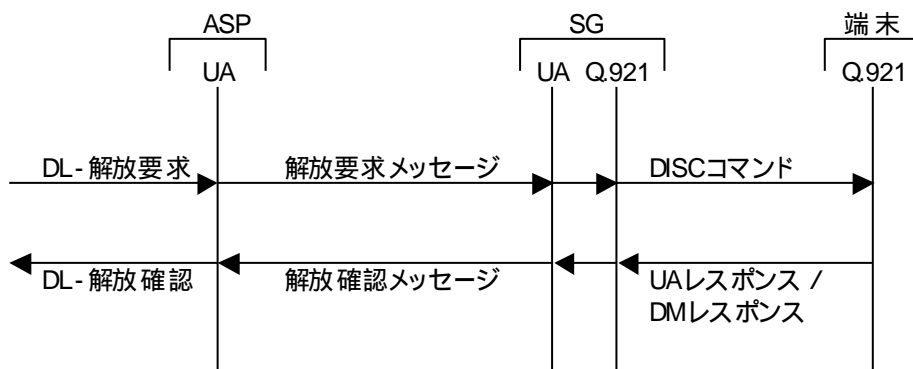 ASP SG 端末
UA UA Q.921 Q.921
DL-解放要求 解放要求メッセージ DISCコマンド
DL-解放確認 解放確認メッセージ UAレスポンス /
DMレスポンス